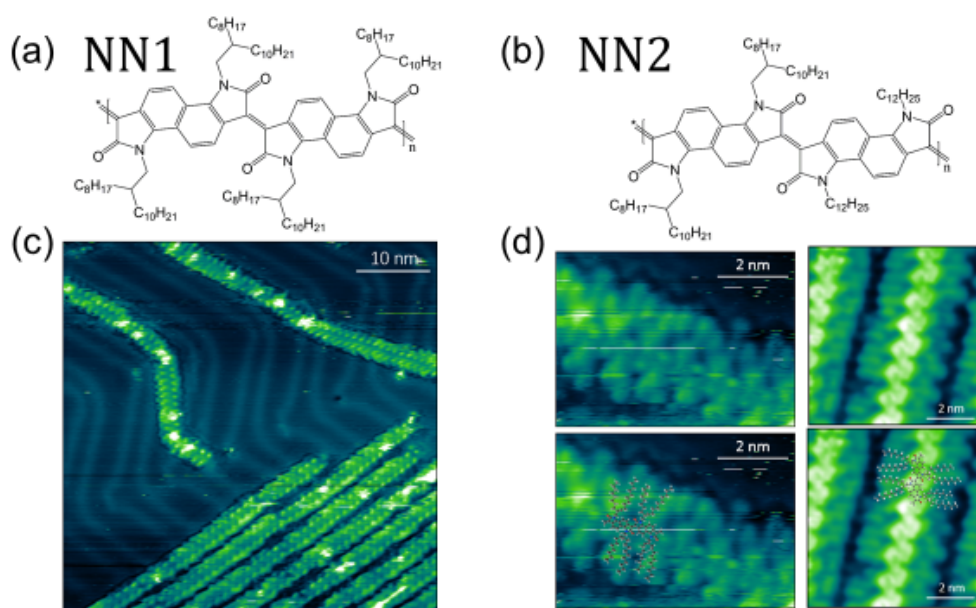 (a) NN1
C8H17
C10H21
C8H17
C10H21
N
O
N
O
*
n
O
N
O
N
C8H17
C10H21
C8H17
C10H21
(b) NN2
C8H17
C10H21
C12H25
N
O
N
O
*
n
O
N
O
N
C8H17
C10H21
C12H25
(c)
10 nm
(d)
2 nm
2 nm
2 nm
2 nm